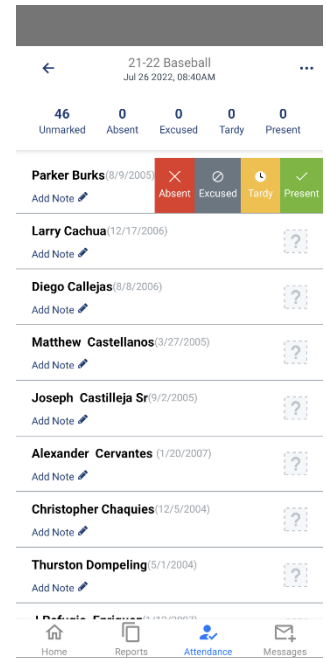 21-22 Baseball
Jul 26 2022, 08:40AM
46 0 0 0 0
Unmarked Absent Excused Tardy Present
Parker Burks(8/9/2005)
Absent Excused Tardy Present
Add Note
Larry Cachua(12/17/2006)
?
Add Note
Diego Callejas(8/8/2006)
?
Add Note
Matthew Castellanos(3/27/2005)
?
Add Note
Joseph Castilleja Sr(9/2/2005)
?
Add Note
Alexander Cervantes (1/20/2007)
?
Add Note
Christopher Chaquies(12/5/2004)
?
Add Note
Thurston Dompeling(5/1/2004)
?
Add Note
Home Reports Attendance Messages